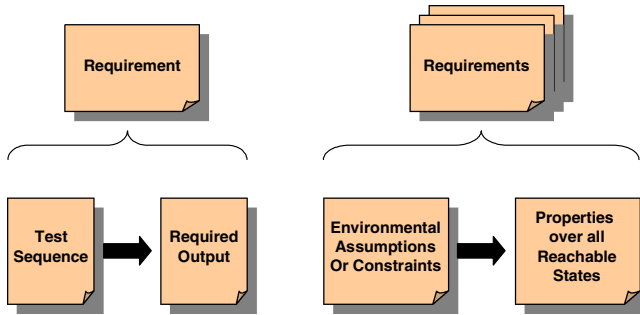 Requirement
Requirements
Test
Sequence
Required
Output
Environmental
Assumptions
Or Constraints
Properties
over all
Reachable
States